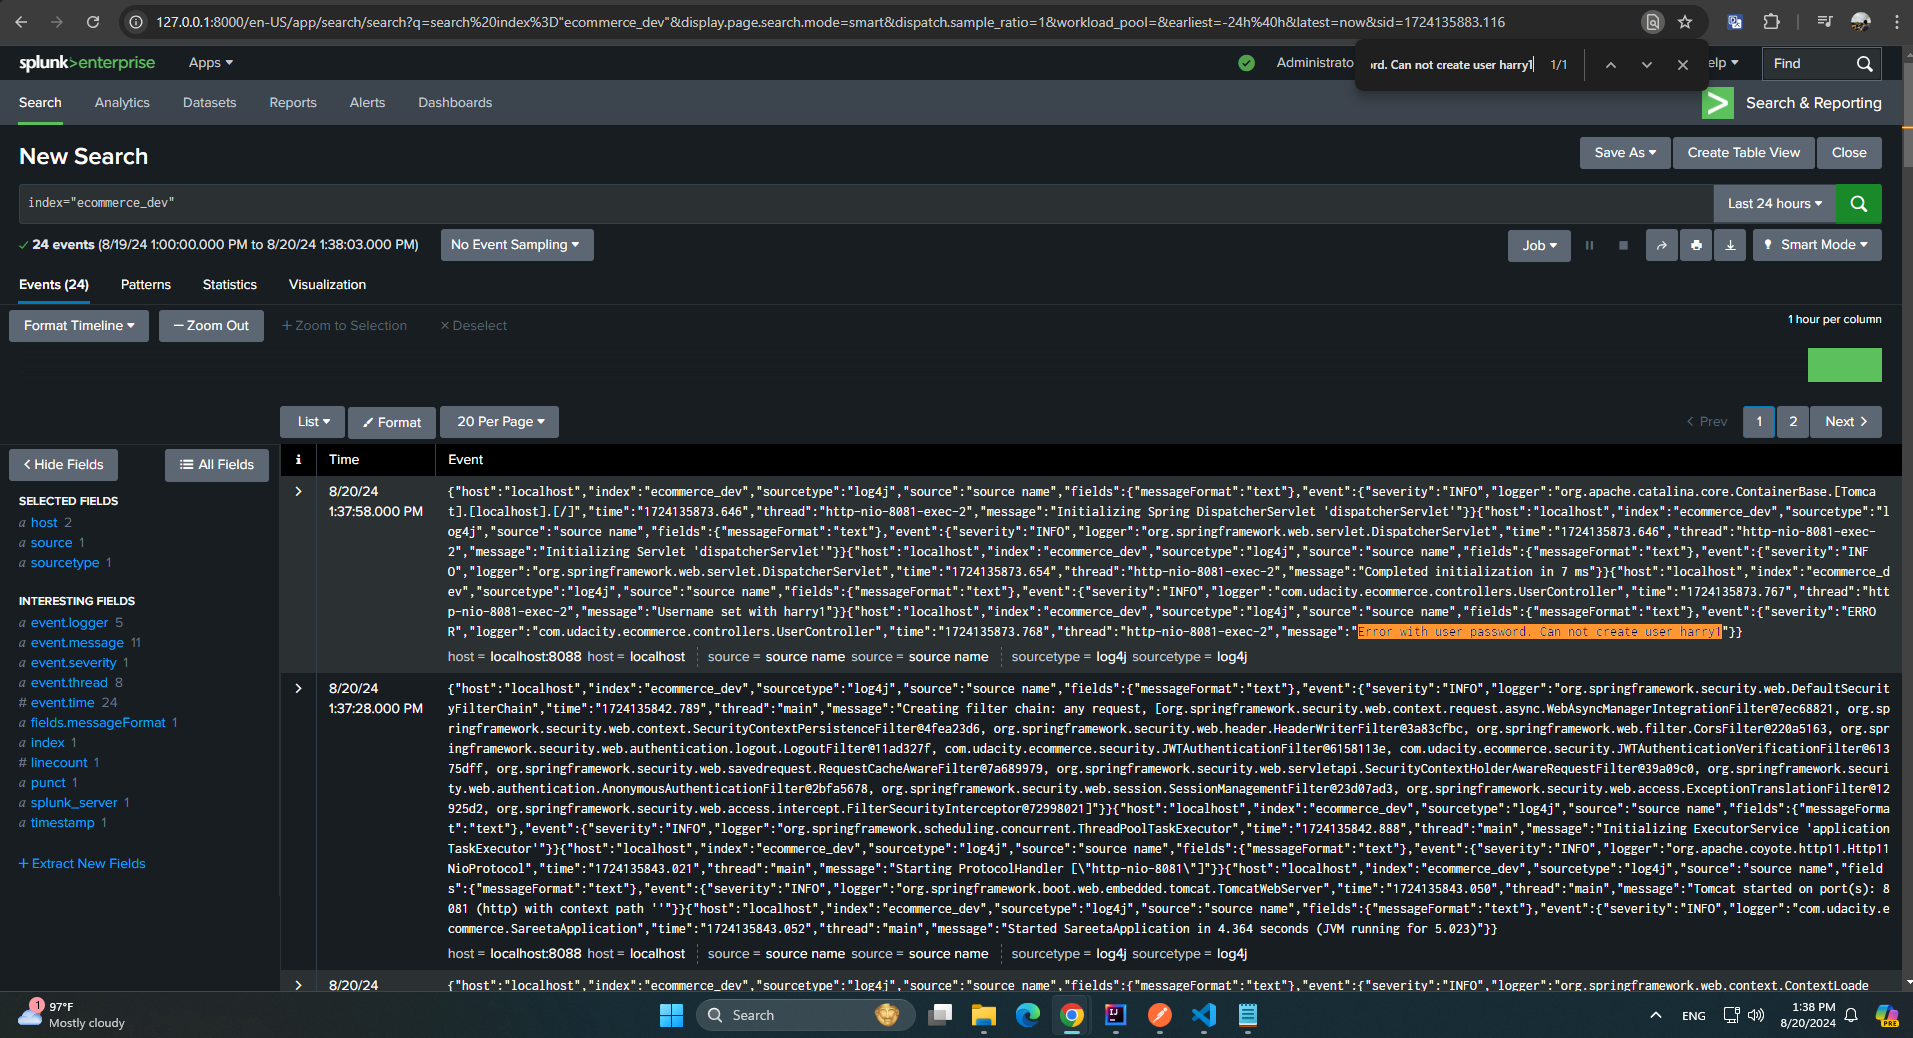 127.0.0.1:8000/en-US/app/search/search?q=search%20index%3D"ecommerce_dev"&display.page.search.mode=smart&dispatch.sample_ratio=1&workload_pool=&earliest=-24h%40h&latest=now&sid=1724135883.116
splunk>enterprise
Apps
Administrato
ord. Can not create user harry1
1/1
elp
Find
Search
Analytics
Datasets
Reports
Alerts
Dashboards
Search & Reporting
New Search
Save As
Create Table View
Close
index="ecommerce_dev"
Last 24 hours
24 events (8/19/24 1:00:00.000 PM to 8/20/24 1:38:03.000 PM)
No Event Sampling
Job
Smart Mode
Events (24)
Patterns
Statistics
Visualization
Format Timeline
— Zoom Out
+ Zoom to Selection
× Deselect
1 hour per column
List
Format
20 Per Page
< Prev
1
2
Next >
< Hide Fields
All Fields
SELECTED FIELDS
a host 2
a source 1
a sourcetype 1
INTERESTING FIELDS
a event.logger 5
a event.message 11
a event.severity 1
a event.thread 8
# event.time 24
a fields.messageFormat 1
a index 1
# linecount 1
a punct 1
a splunk_server 1
a timestamp 1
+ Extract New Fields
i
Time
Event
8/20/24
1:37:58.000 PM
{"host":"localhost","index":"ecommerce_dev","sourcetype":"log4j","source":"source name","fields":{"messageFormat":"text"},"event":{"severity":"INFO","logger":"org.apache.catalina.core.ContainerBase.[Tomca
t].[localhost].[/]","time":"1724135873.646","thread":"http-nio-8081-exec-2","message":"Initializing Spring DispatcherServlet 'dispatcherServlet'"}}{"host":"localhost","index":"ecommerce_dev","sourcetype":"l
og4j","source":"source name","fields":{"messageFormat":"text"},"event":{"severity":"INFO","logger":"org.springframework.web.servlet.DispatcherServlet","time":"1724135873.646","thread":"http-nio-8081-exec-
2","message":"Initializing Servlet 'dispatcherServlet'"}}{"host":"localhost","index":"ecommerce_dev","sourcetype":"log4j","source":"source name","fields":{"messageFormat":"text"},"event":{"severity":"INF
O","logger":"org.springframework.web.servlet.DispatcherServlet","time":"1724135873.654","thread":"http-nio-8081-exec-2","message":"Completed initialization in 7 ms"}}{"host":"localhost","index":"ecommerce_d
ev","sourcetype":"log4j","source":"source name","fields":{"messageFormat":"text"},"event":{"severity":"INFO","logger":"com.udacity.ecommerce.controllers.UserController","time":"1724135873.767","thread":"htt
p-nio-8081-exec-2","message":"Username set with harry1"}}{"host":"localhost","index":"ecommerce_dev","sourcetype":"log4j","source":"source name","fields":{"messageFormat":"text"},"event":{"severity":"ERRO
R","logger":"com.udacity.ecommerce.controllers.UserController","time":"1724135873.768","thread":"http-nio-8081-exec-2","message":"Error with user password. Can not create user harry1"}}
host = localhost:8088 host = localhost
source = source name source = source name
sourcetype = log4j sourcetype = log4j
8/20/24
1:37:28.000 PM
{"host":"localhost","index":"ecommerce_dev","sourcetype":"log4j","source":"source name","fields":{"messageFormat":"text"},"event":{"severity":"INFO","logger":"org.springframework.security.web.DefaultSecurit
yFilterChain","time":"1724135842.789","thread":"main","message":"Creating filter chain: any request, [org.springframework.security.web.context.request.async.WebAsyncManagerIntegrationFilter@7ec68821, org.sp
ringframework.security.web.context.SecurityContextPersistenceFilter@4fea23d6, org.springframework.security.web.header.HeaderWriterFilter@3a83cfbc, org.springframework.web.filter.CorsFilter@220a5163, org.spr
ingframework.security.web.authentication.logout.LogoutFilter@11ad327f, com.udacity.ecommerce.security.JWTAuthenticationFilter@6158113e, com.udacity.ecommerce.security.JWTAuthenticationVerificationFilter@613
75dff, org.springframework.security.web.savedrequest.RequestCacheAwareFilter@7a689979, org.springframework.security.web.servletapi.SecurityContextHolderAwareRequestFilter@39a09c0, org.springframework.securi
ty.web.authentication.AnonymousAuthenticationFilter@2bfa5678, org.springframework.security.web.session.SessionManagementFilter@23d07ad3, org.springframework.security.web.access.ExceptionTranslationFilter@12
925d2, org.springframework.security.web.access.intercept.FilterSecurityInterceptor@72998021]"}}{"host":"localhost","index":"ecommerce_dev","sourcetype":"log4j","source":"source name","fields":{"messageForma
t":"text"},"event":{"severity":"INFO","logger":"org.springframework.scheduling.concurrent.ThreadPoolTaskExecutor","time":"1724135842.888","thread":"main","message":"Initializing ExecutorService 'application
TaskExecutor'"}}{"host":"localhost","index":"ecommerce_dev","sourcetype":"log4j","source":"source name","fields":{"messageFormat":"text"},"event":{"severity":"INFO","logger":"org.apache.coyote.http11.Http11
NioProtocol","time":"1724135843.021","thread":"main","message":"Starting ProtocolHandler [\"http-nio-8081\"]"}}{"host":"localhost","index":"ecommerce_dev","sourcetype":"log4j","source":"source name","field
s":{"messageFormat":"text"},"event":{"severity":"INFO","logger":"org.springframework.boot.web.embedded.tomcat.TomcatWebServer","time":"1724135843.050","thread":"main","message":"Tomcat started on port(s): 8
081 (http) with context path ''"}}{"host":"localhost","index":"ecommerce_dev","sourcetype":"log4j","source":"source name","fields":{"messageFormat":"text"},"event":{"severity":"INFO","logger":"com.udacity.e
commerce.SareetaApplication","time":"1724135843.052","thread":"main","message":"Started SareetaApplication in 4.364 seconds (JVM running for 5.023)"}}
host = localhost:8088 host = localhost
source = source name source = source name
sourcetype = log4j sourcetype = log4j
8/20/24
{"host":"localhost","index":"ecommerce_dev","sourcetype":"log4j","source":"source name","fields":{"messageFormat":"text"},"event":{"severity":"INFO","logger":"org.springframework.web.context.ContextLoade
1
97°F
Mostly cloudy
Search
ENG
1:38 PM
8/20/2024
PRE